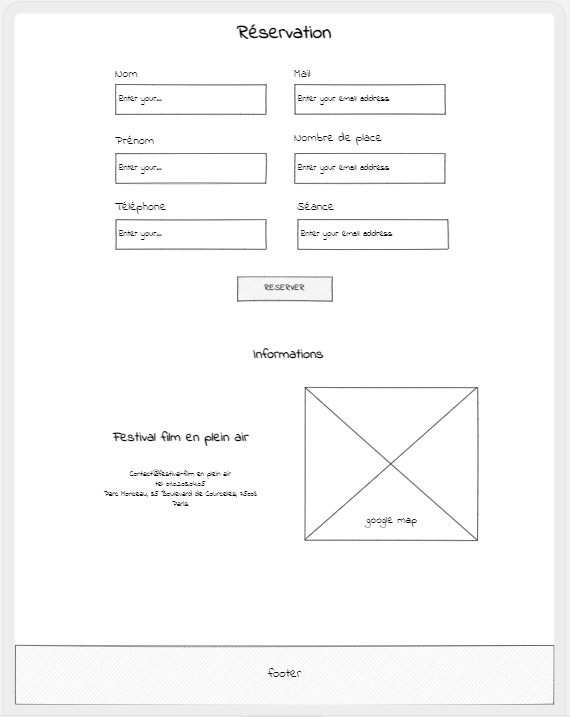 Réservation
Nom
Mail
Enter your...
Enter your email address
Prénom
Nombre de place
Enter your...
Enter your email address
Téléphone
Séance
Enter your...
Enter your email address
RESERVER
Informations
Festival film en plein air
Contact@festival-film en plein air
tel
Parc Monceau, 35 Boulevard de Courcelles, 75008
Paris
google map
footer